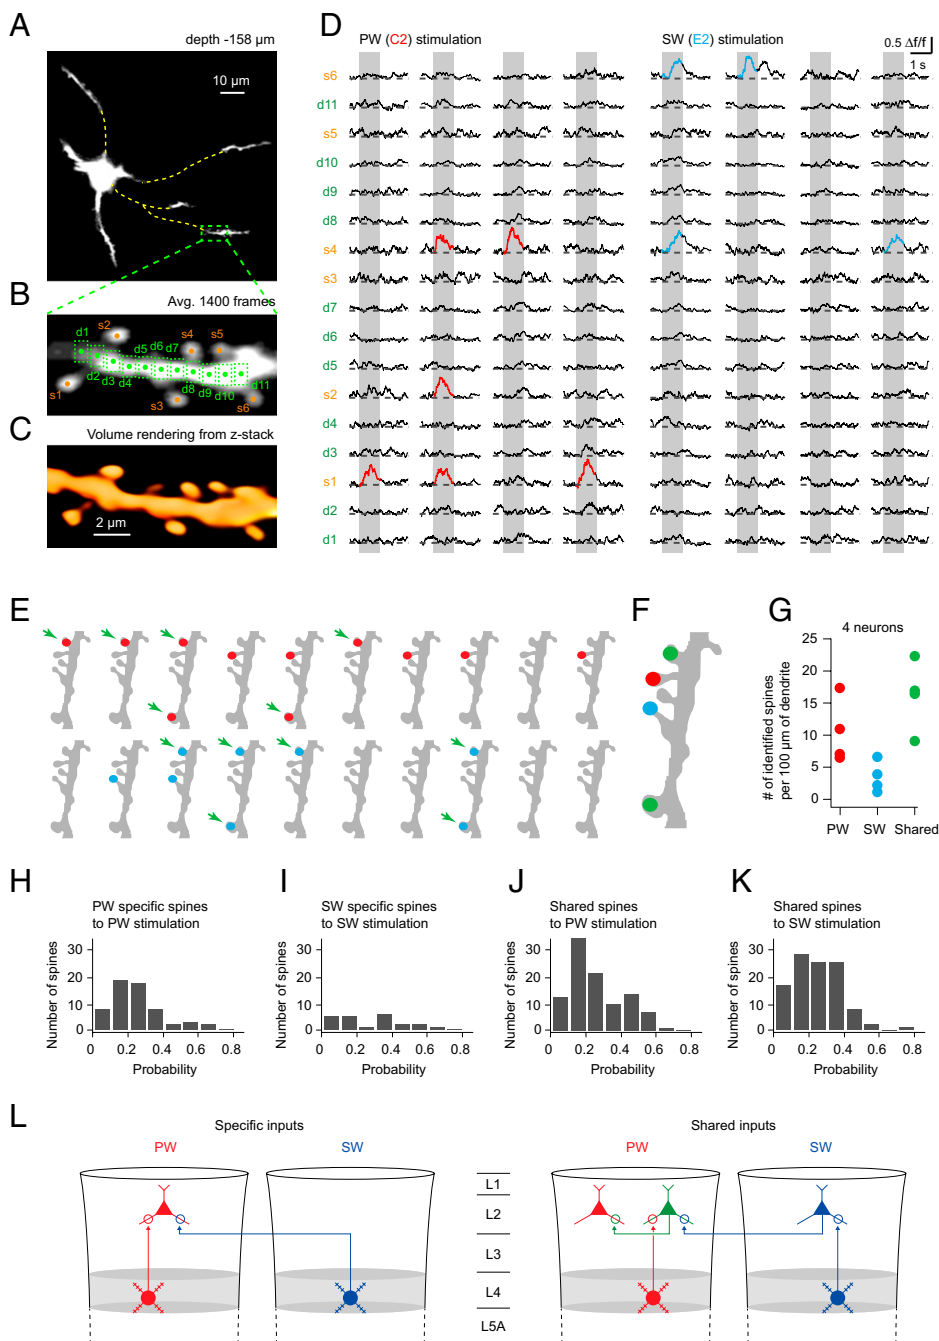 A
depth -158 µm
10 µm
B
Avg. 1400 frames
d1
s2
d5
d6
d7
s4
s5
d2
d3
d4
d8
d9
d10
d11
s1
s3
s6
C
Volume rendering from z-stack
2 µm
D
PW (C2) stimulation
SW (E2) stimulation
0.5 Δf/f
1 s
s6
d11
s5
d10
d9
d8
s4
s3
d7
d6
d5
s2
d4
d3
s1
d2
d1
E
F
G
4 neurons
# of identified spines
per 100 µm of dendrite
25
20
15
10
5
0
PW
SW
Shared
H
PW specific spines
to PW stimulation
Number of spines
30
20
10
0
0
0.2
0.4
0.6
0.8
Probability
I
SW specific spines
to SW stimulation
Number of spines
30
20
10
0
0
0.2
0.4
0.6
0.8
Probability
J
Shared spines
to PW stimulation
Number of spines
30
20
10
0
0
0.2
0.4
0.6
0.8
Probability
K
Shared spines
to SW stimulation
Number of spines
30
20
10
0
0
0.2
0.4
0.6
0.8
Probability
L
Specific inputs
PW
SW
L1
L2
L3
L4
L5A
Shared inputs
PW
SW